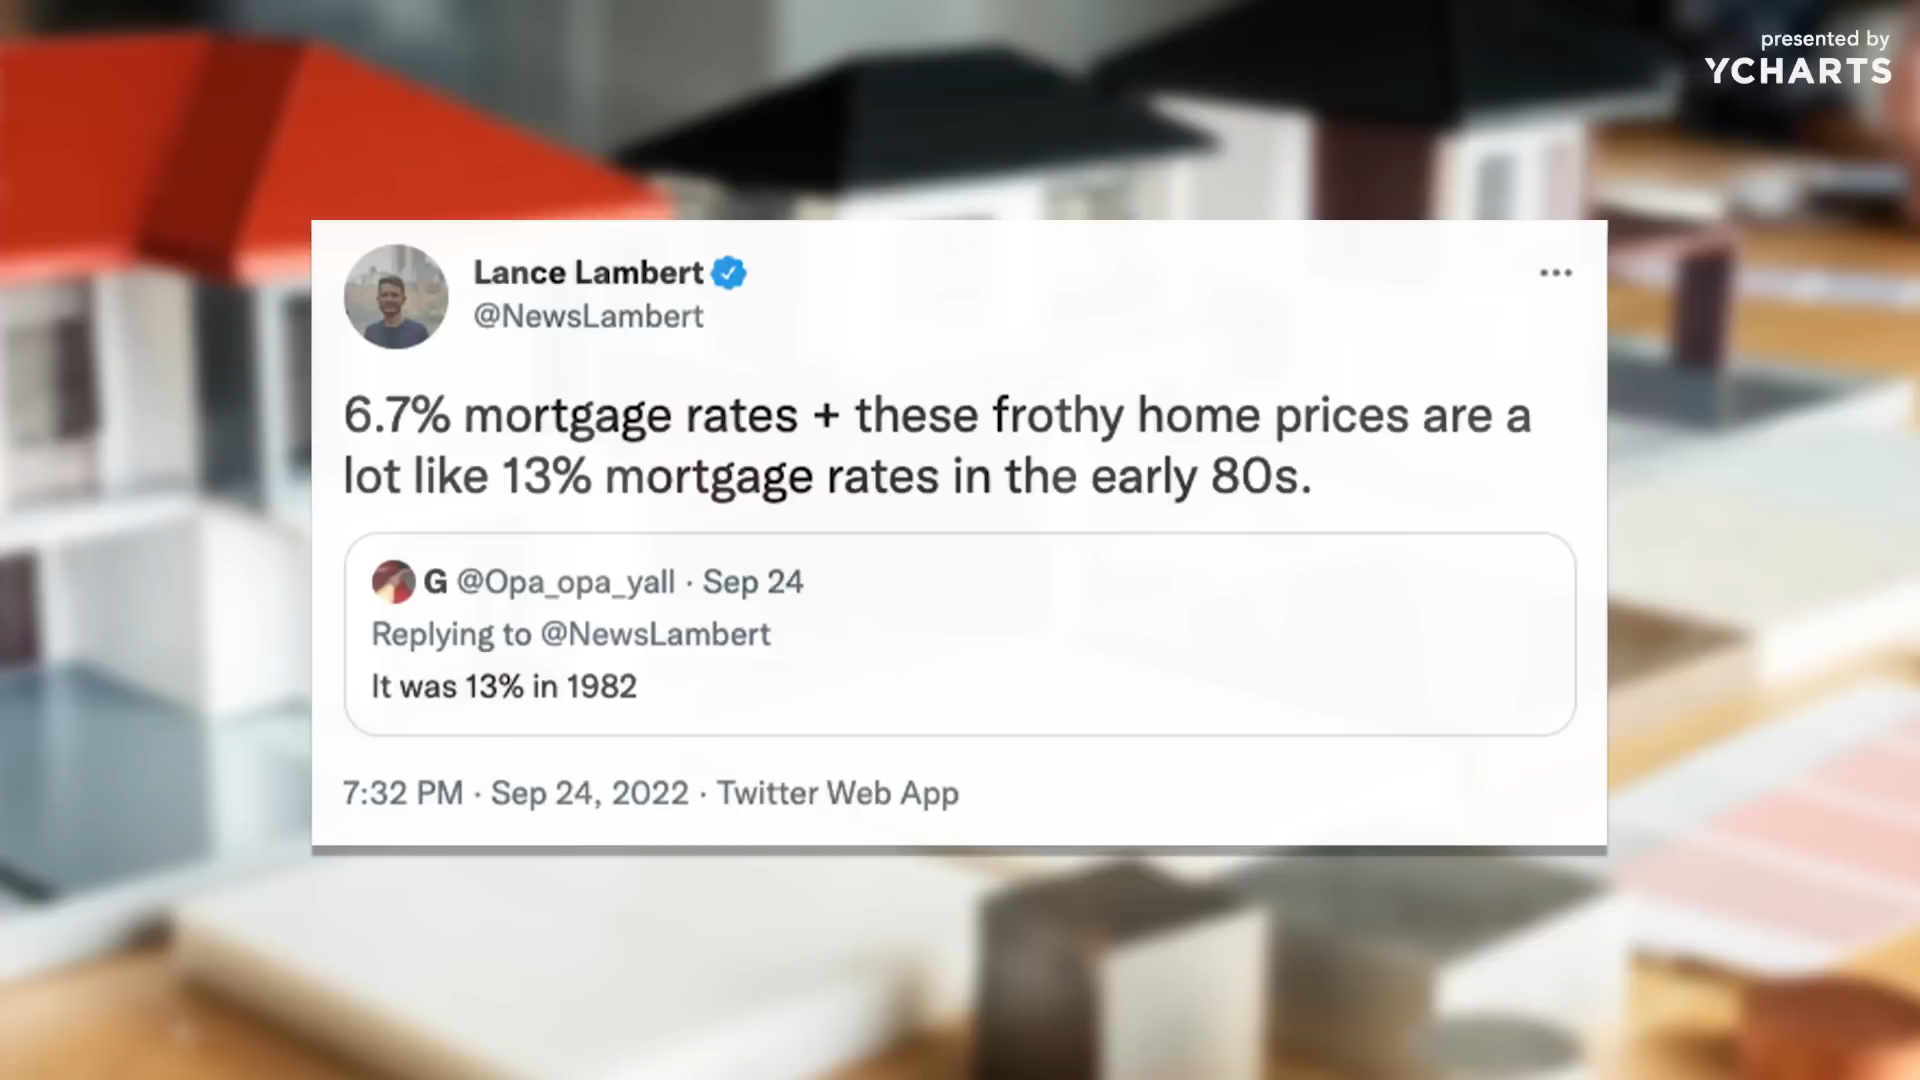 presented by
YCHARTS
Lance Lambert
@NewsLambert
6.7% mortgage rates + these frothy home prices are a
lot like 13% mortgage rates in the early 80s.
G @Opa_opa_yall · Sep 24
Replying to @NewsLambert
It was 13% in 1982
7:32 PM · Sep 24, 2022 · Twitter Web App